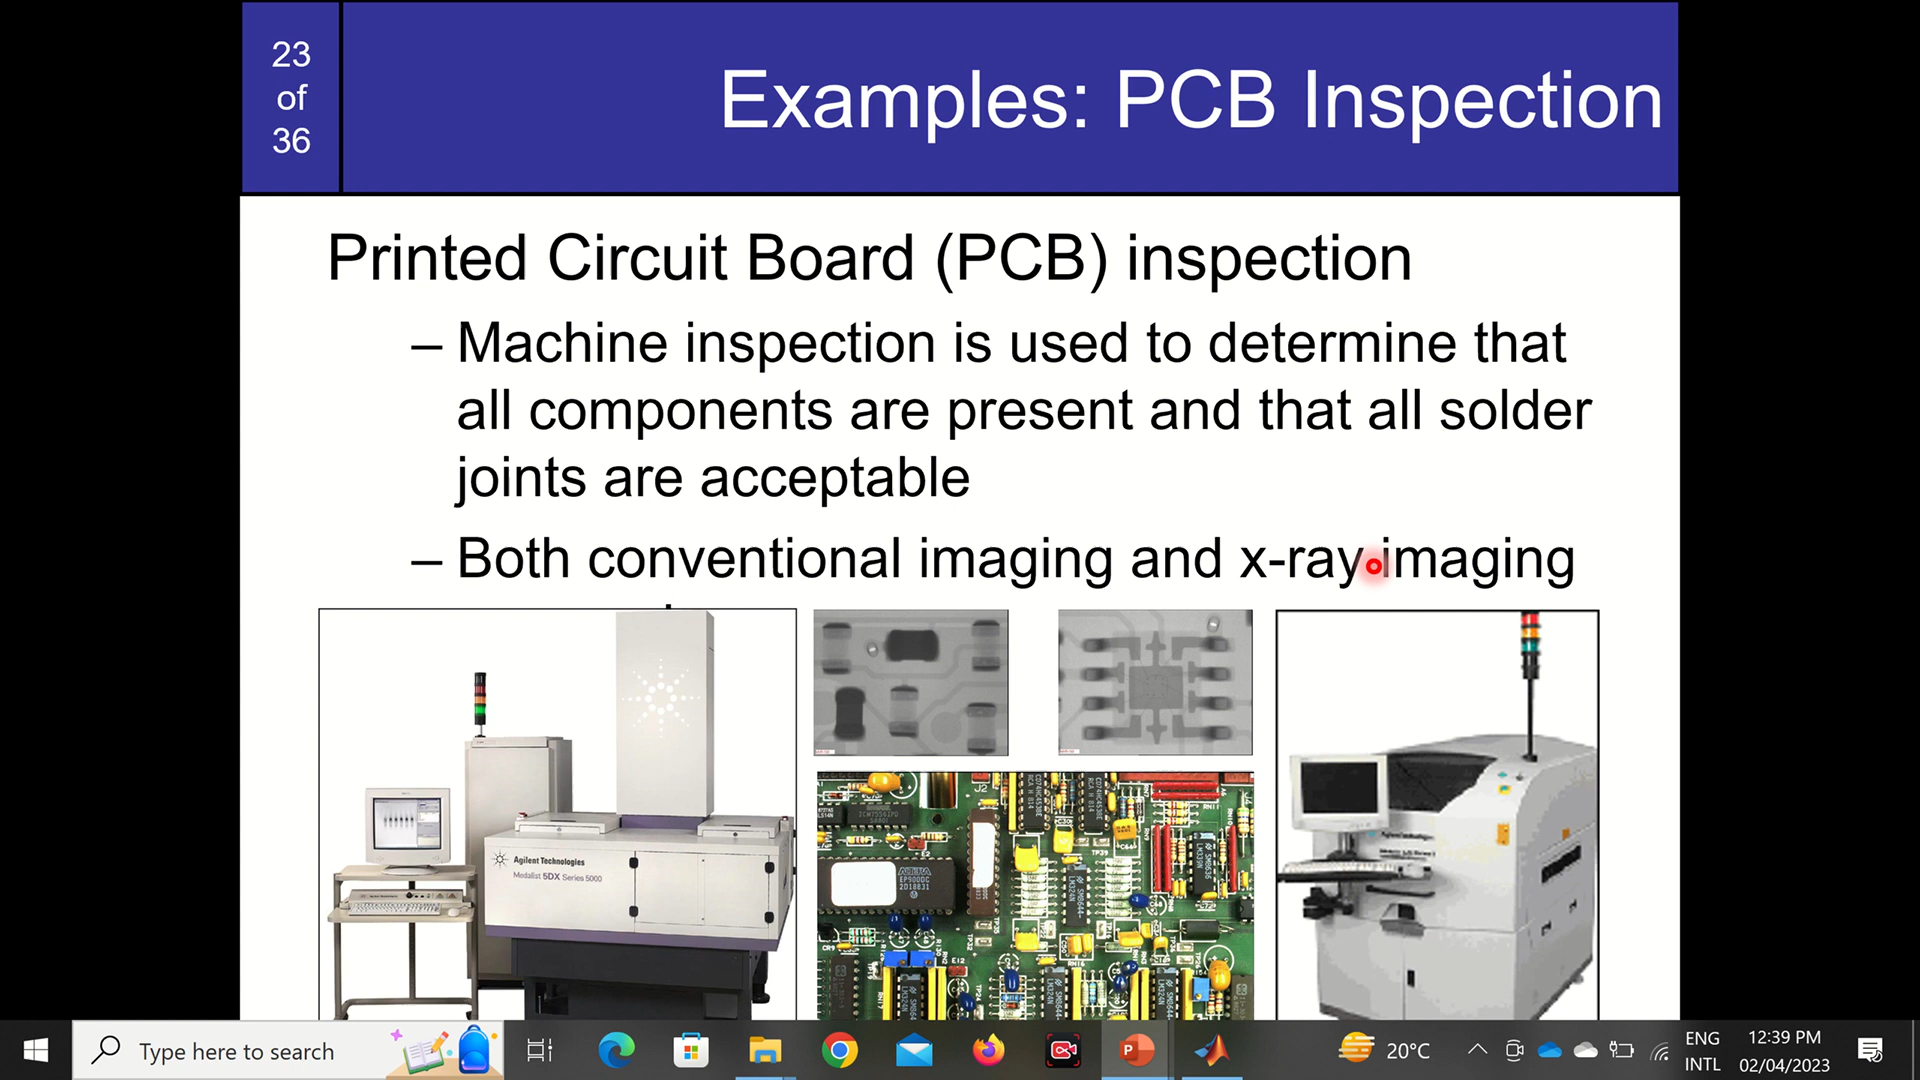 23
of
36
Examples: PCB Inspection
Printed Circuit Board (PCB) inspection
– Machine inspection is used to determine that
all components are present and that all solder
joints are acceptable
– Both conventional imaging and x-ray imaging
Agilent Technologies
Medalist 5DX Series 5000
EP900DC
Type here to search
20°C
ENG
INTL
12:39 PM
02/04/2023